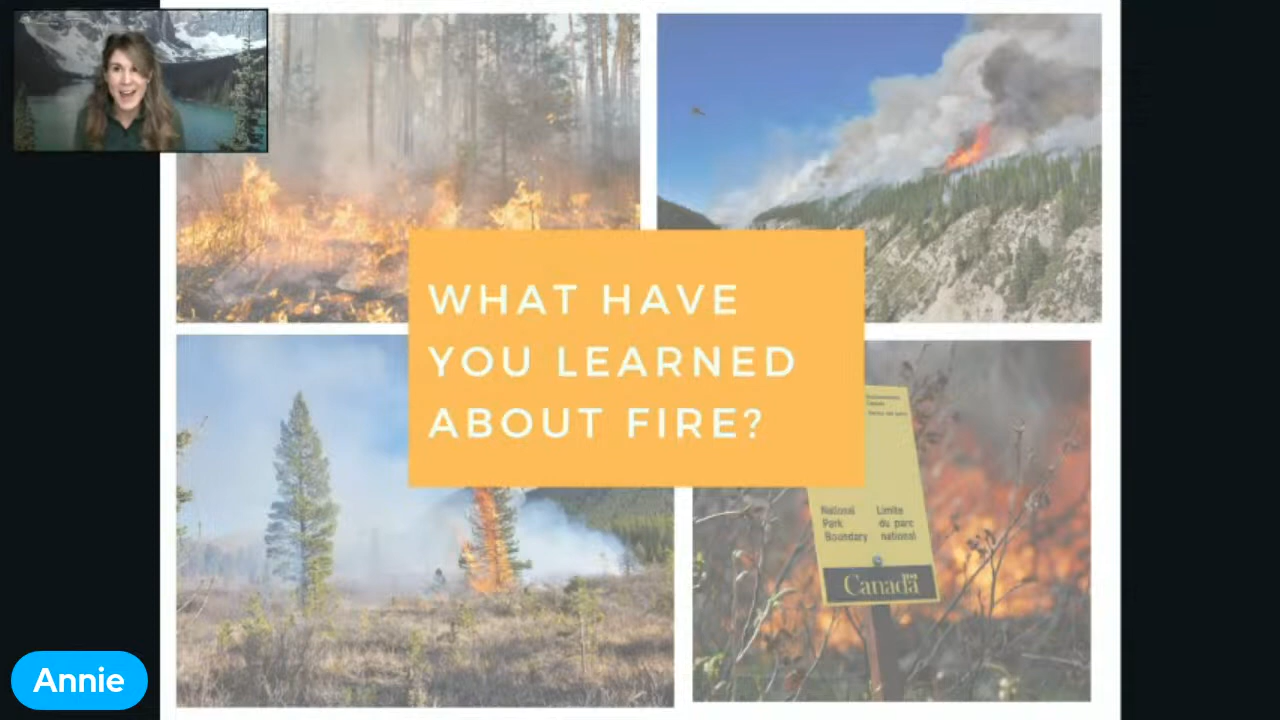 WHAT HAVE
YOU LEARNED
ABOUT FIRE?
National Limite
Park du parc
Boundary national
Canada
Annie